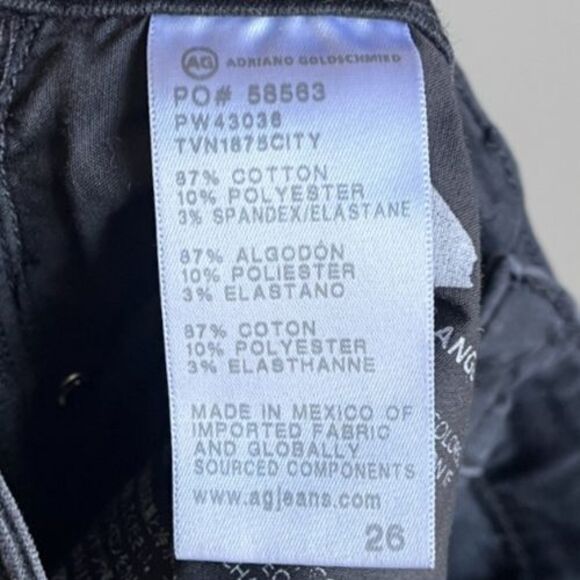 AG ADRIANO GOLDSCHMIED
PO# 58563
PW43038
TVN1875CITY
87% COTTON
10% POLYESTER
3% SPANDEX/ELASTANE
87% ALGODÓN
10% POLIESTER
3% ELASTANO
87% COTON
10% POLYESTER
3% ELASTHANNE
MADE IN MEXICO OF
IMPORTED FABRIC
AND GLOBALLY
SOURCED COMPONENTS
www.agjeans.com
26